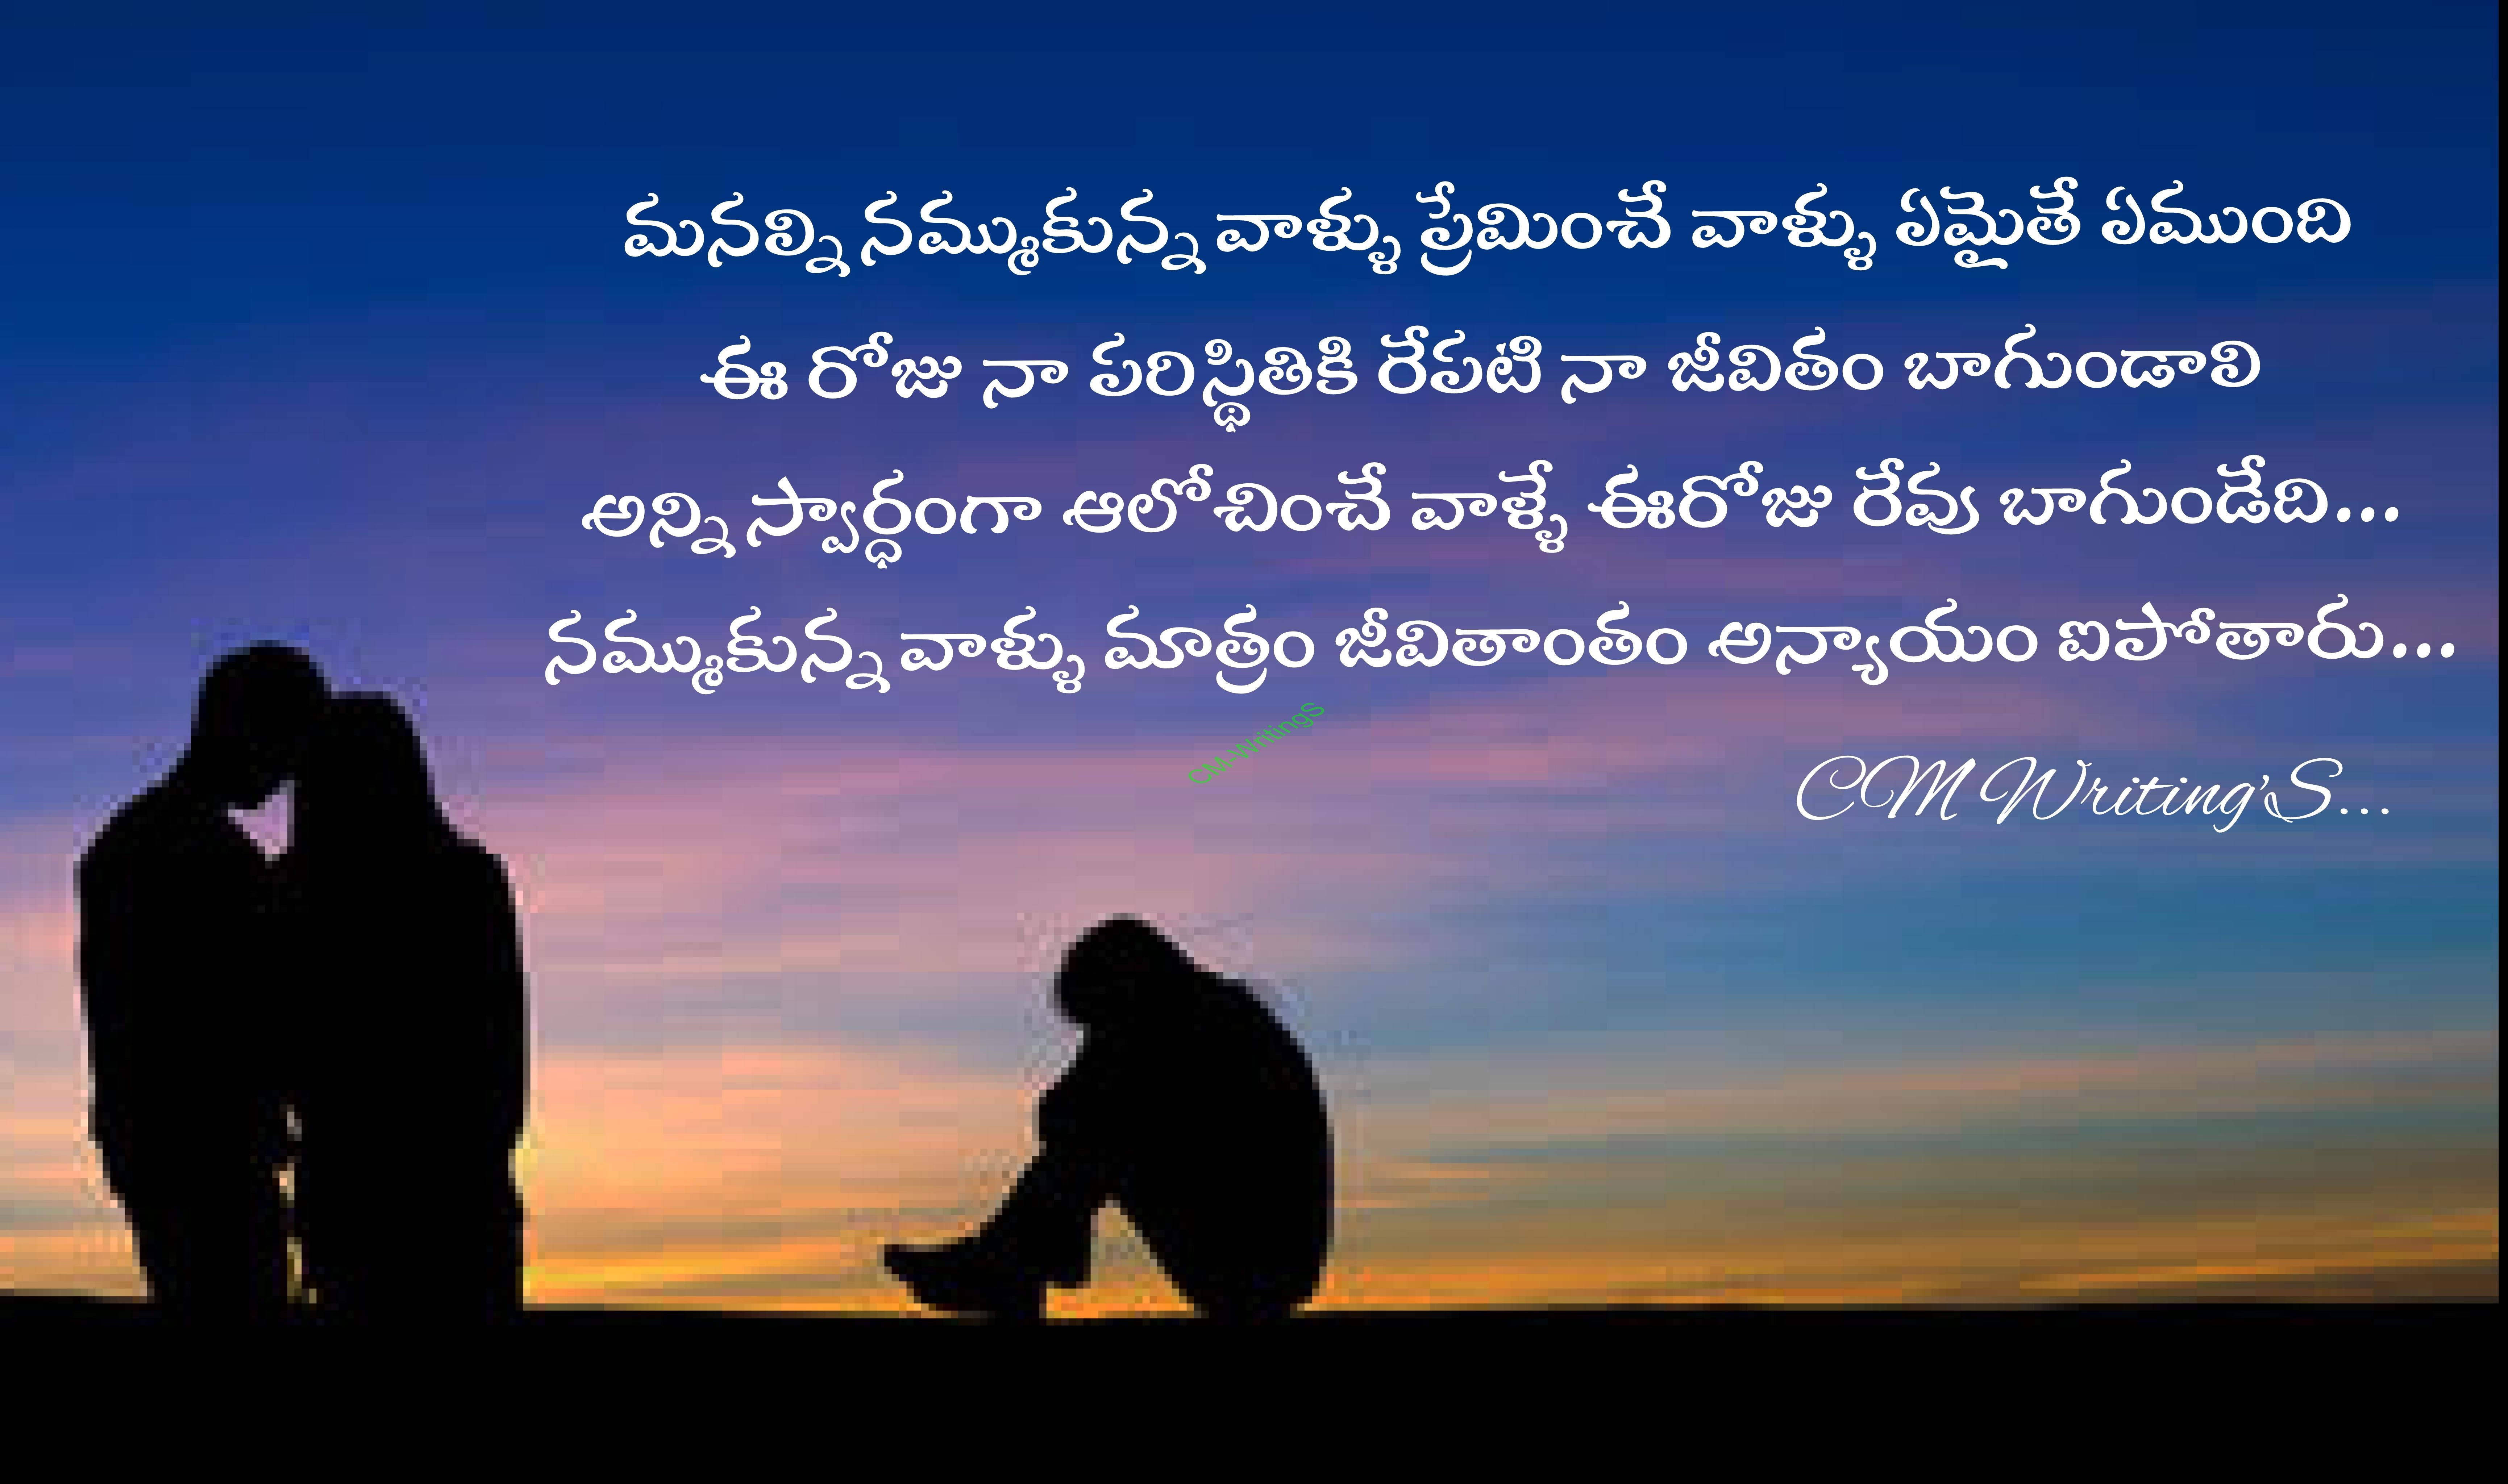 మనల్ని నమ్ముకున్న వాళ్ళు ప్రేమించే వాళ్ళు ఏమైతే ఏముంది
ఈ రోజు నా పరిస్థితికి రేపటి నా జీవితం బాగుండాలి
అన్ని స్వార్ధంగా ఆలోచించే వాళ్ళే ఈరోజు రేవు బాగుండేది...
నమ్ముకున్న వాళ్ళు మాత్రం జీవితాంతం అన్యాయం ఐపోతారు...
CM-WritingS
CM Writing'S...